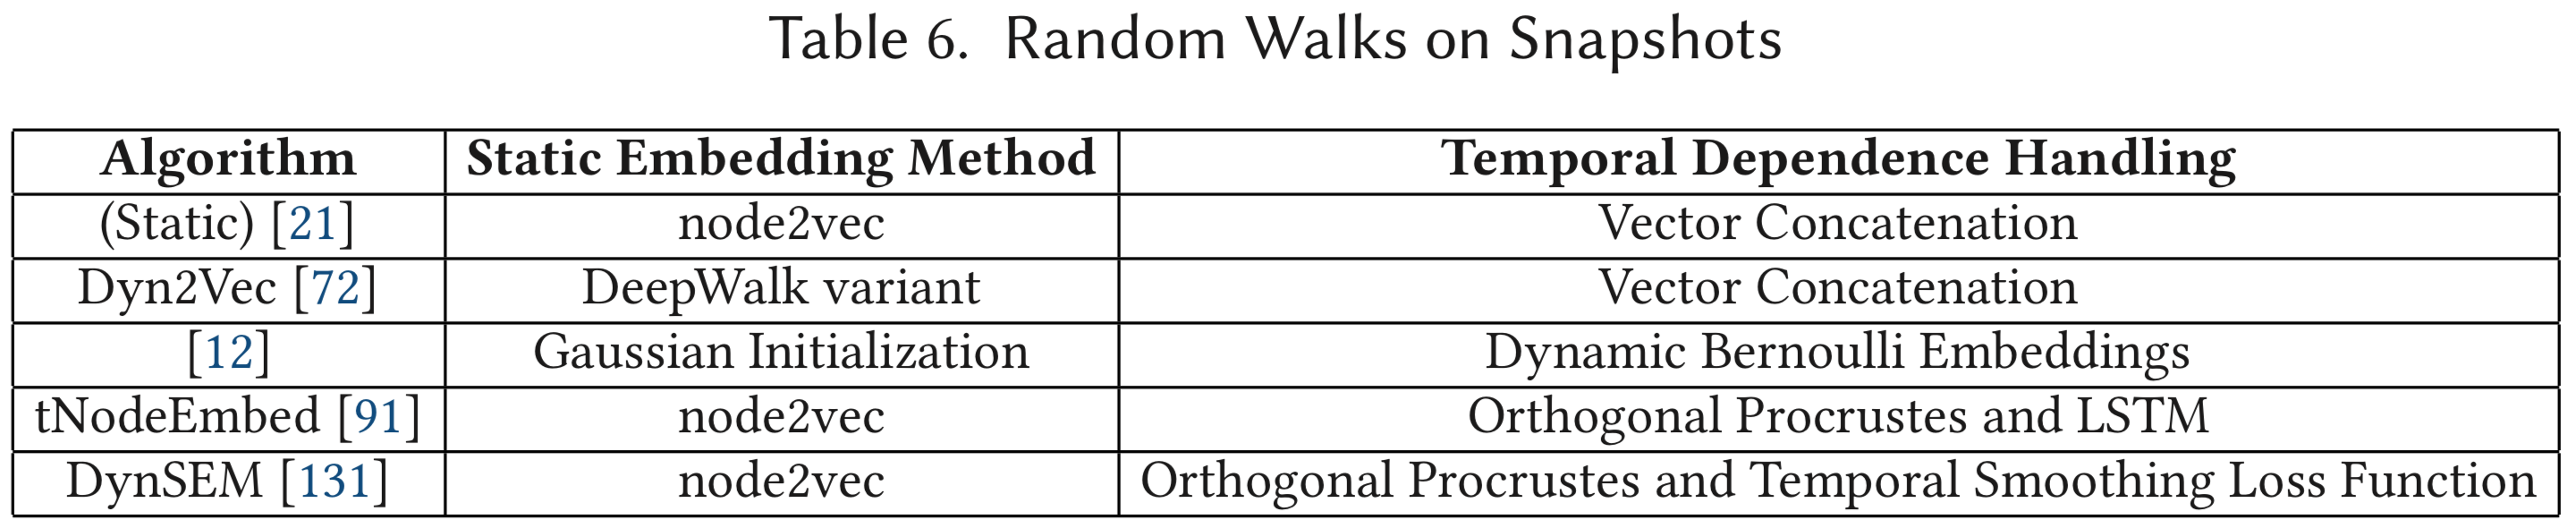 Table 6. Random Walks on Snapshots
Algorithm Static Embedding Method Temporal Dependence Handling
(Static) [21] node2vec Vector Concatenation
Dyn2Vec [72] DeepWalk variant Vector Concatenation
[12] Gaussian Initialization Dynamic Bernoulli Embeddings
tNodeEmbed [91] node2vec Orthogonal Procrustes and LSTM
DynSEM [131] node2vec Orthogonal Procrustes and Temporal Smoothing Loss Function